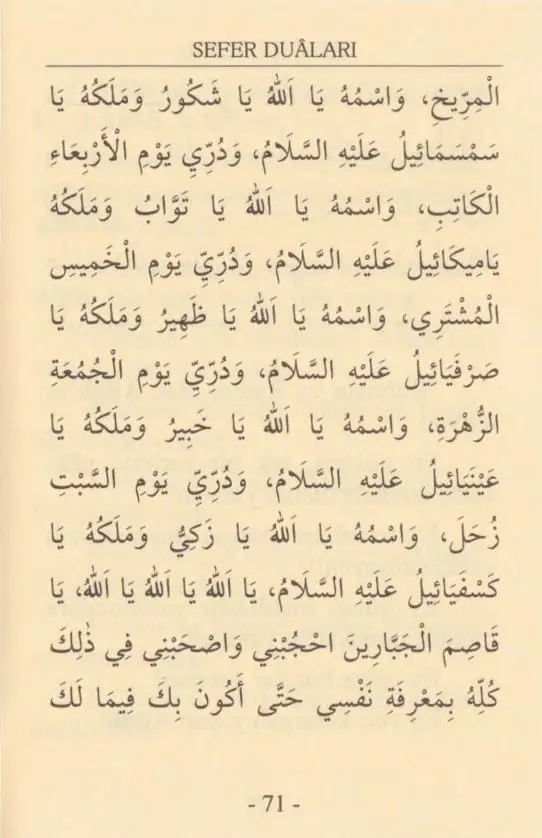 SEFER DUÂLARI
الْمِرِّيخِ، وَاسْمُهُ يَا اَللّٰهُ يَا شَكُورُ وَمَلَكُهُ يَا
سَمْسَمَائِيلُ عَلَيْهِ السَّلَامُ، وَدُرِّي يَوْمِ الْأَرْبِعَاءِ
الْكَاتِبِ، وَاسْمُهُ يَا اَللّٰهُ يَا تَوَّابُ وَمَلَكُهُ
يَامِيكَائِيلُ عَلَيْهِ السَّلَامُ، وَدُرِّيِّ يَوْمِ الْخَمِيسِ
الْمُشْتَرِي، وَاسْمُهُ يَا اَللّٰهُ يَا ظَهِيرُ وَمَلَكُهُ يَا
صَرْفَيَائِيلُ عَلَيْهِ السَّلَامُ، وَدُرِّيِّ يَوْمِ الْجُمُعَةِ
الزُّهْرَةِ، وَاسْمُهُ يَا اَللّٰهُ يَا خَبِيرُ وَمَلَكُهُ يَا
عَيْنَيَائِيلُ عَلَيْهِ السَّلَامُ، وَدُرِّيِّ يَوْمِ السَّبْتِ
زُحَلَ، وَاسْمُهُ يَا اَللّٰهُ يَا زَكِيُّ وَمَلَكُهُ يَا
كَسْفَيَائِيلُ عَلَيْهِ السَّلَامُ، يَا اَللّٰهُ يَا اَللّٰهُ يَا اَللّٰهُ، يَا
قَاصِمَ الْجَبَّارِينَ احْجُبْنِي وَاصْحَبْنِي فِي ذٰلِكَ
كُلِّهِ بِمَعْرِفَةِ نَفْسِي حَتَّى أَكُونَ بِكَ فِيمَا لَكَ
- 71 -